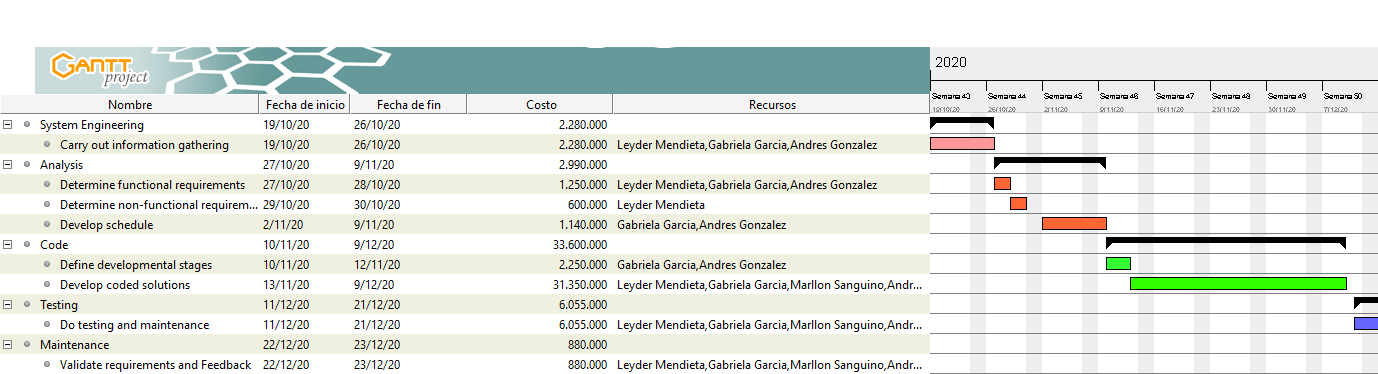 GANTT
project
2020
Nombre Fecha de inicio Fecha de fin Costo Recursos
Semana 43 Semana 44 Semana 45 Semana 46 Semana 47 Semana 48 Semana 49 Semana 50
19/10/20 26/10/20 2/11/20 9/11/20 16/11/20 23/11/20 30/11/20 7/12/20
System Engineering 19/10/20 26/10/20 2.280.000
Carry out information gathering 19/10/20 26/10/20 2.280.000 Leyder Mendieta,Gabriela Garcia,Andres Gonzalez
Analysis 27/10/20 9/11/20 2.990.000
Determine functional requirements 27/10/20 28/10/20 1.250.000 Leyder Mendieta,Gabriela Garcia,Andres Gonzalez
Determine non-functional requirem... 29/10/20 30/10/20 600.000 Leyder Mendieta
Develop schedule 2/11/20 9/11/20 1.140.000 Gabriela Garcia,Andres Gonzalez
Code 10/11/20 9/12/20 33.600.000
Define developmental stages 10/11/20 12/11/20 2.250.000 Gabriela Garcia,Andres Gonzalez
Develop coded solutions 13/11/20 9/12/20 31.350.000 Leyder Mendieta,Gabriela Garcia,Marllon Sanguino,Andr...
Testing 11/12/20 21/12/20 6.055.000
Do testing and maintenance 11/12/20 21/12/20 6.055.000 Leyder Mendieta,Gabriela Garcia,Marllon Sanguino,Andr...
Maintenance 22/12/20 23/12/20 880.000
Validate requirements and Feedback 22/12/20 23/12/20 880.000 Leyder Mendieta,Gabriela Garcia,Marllon Sanguino,Andr...